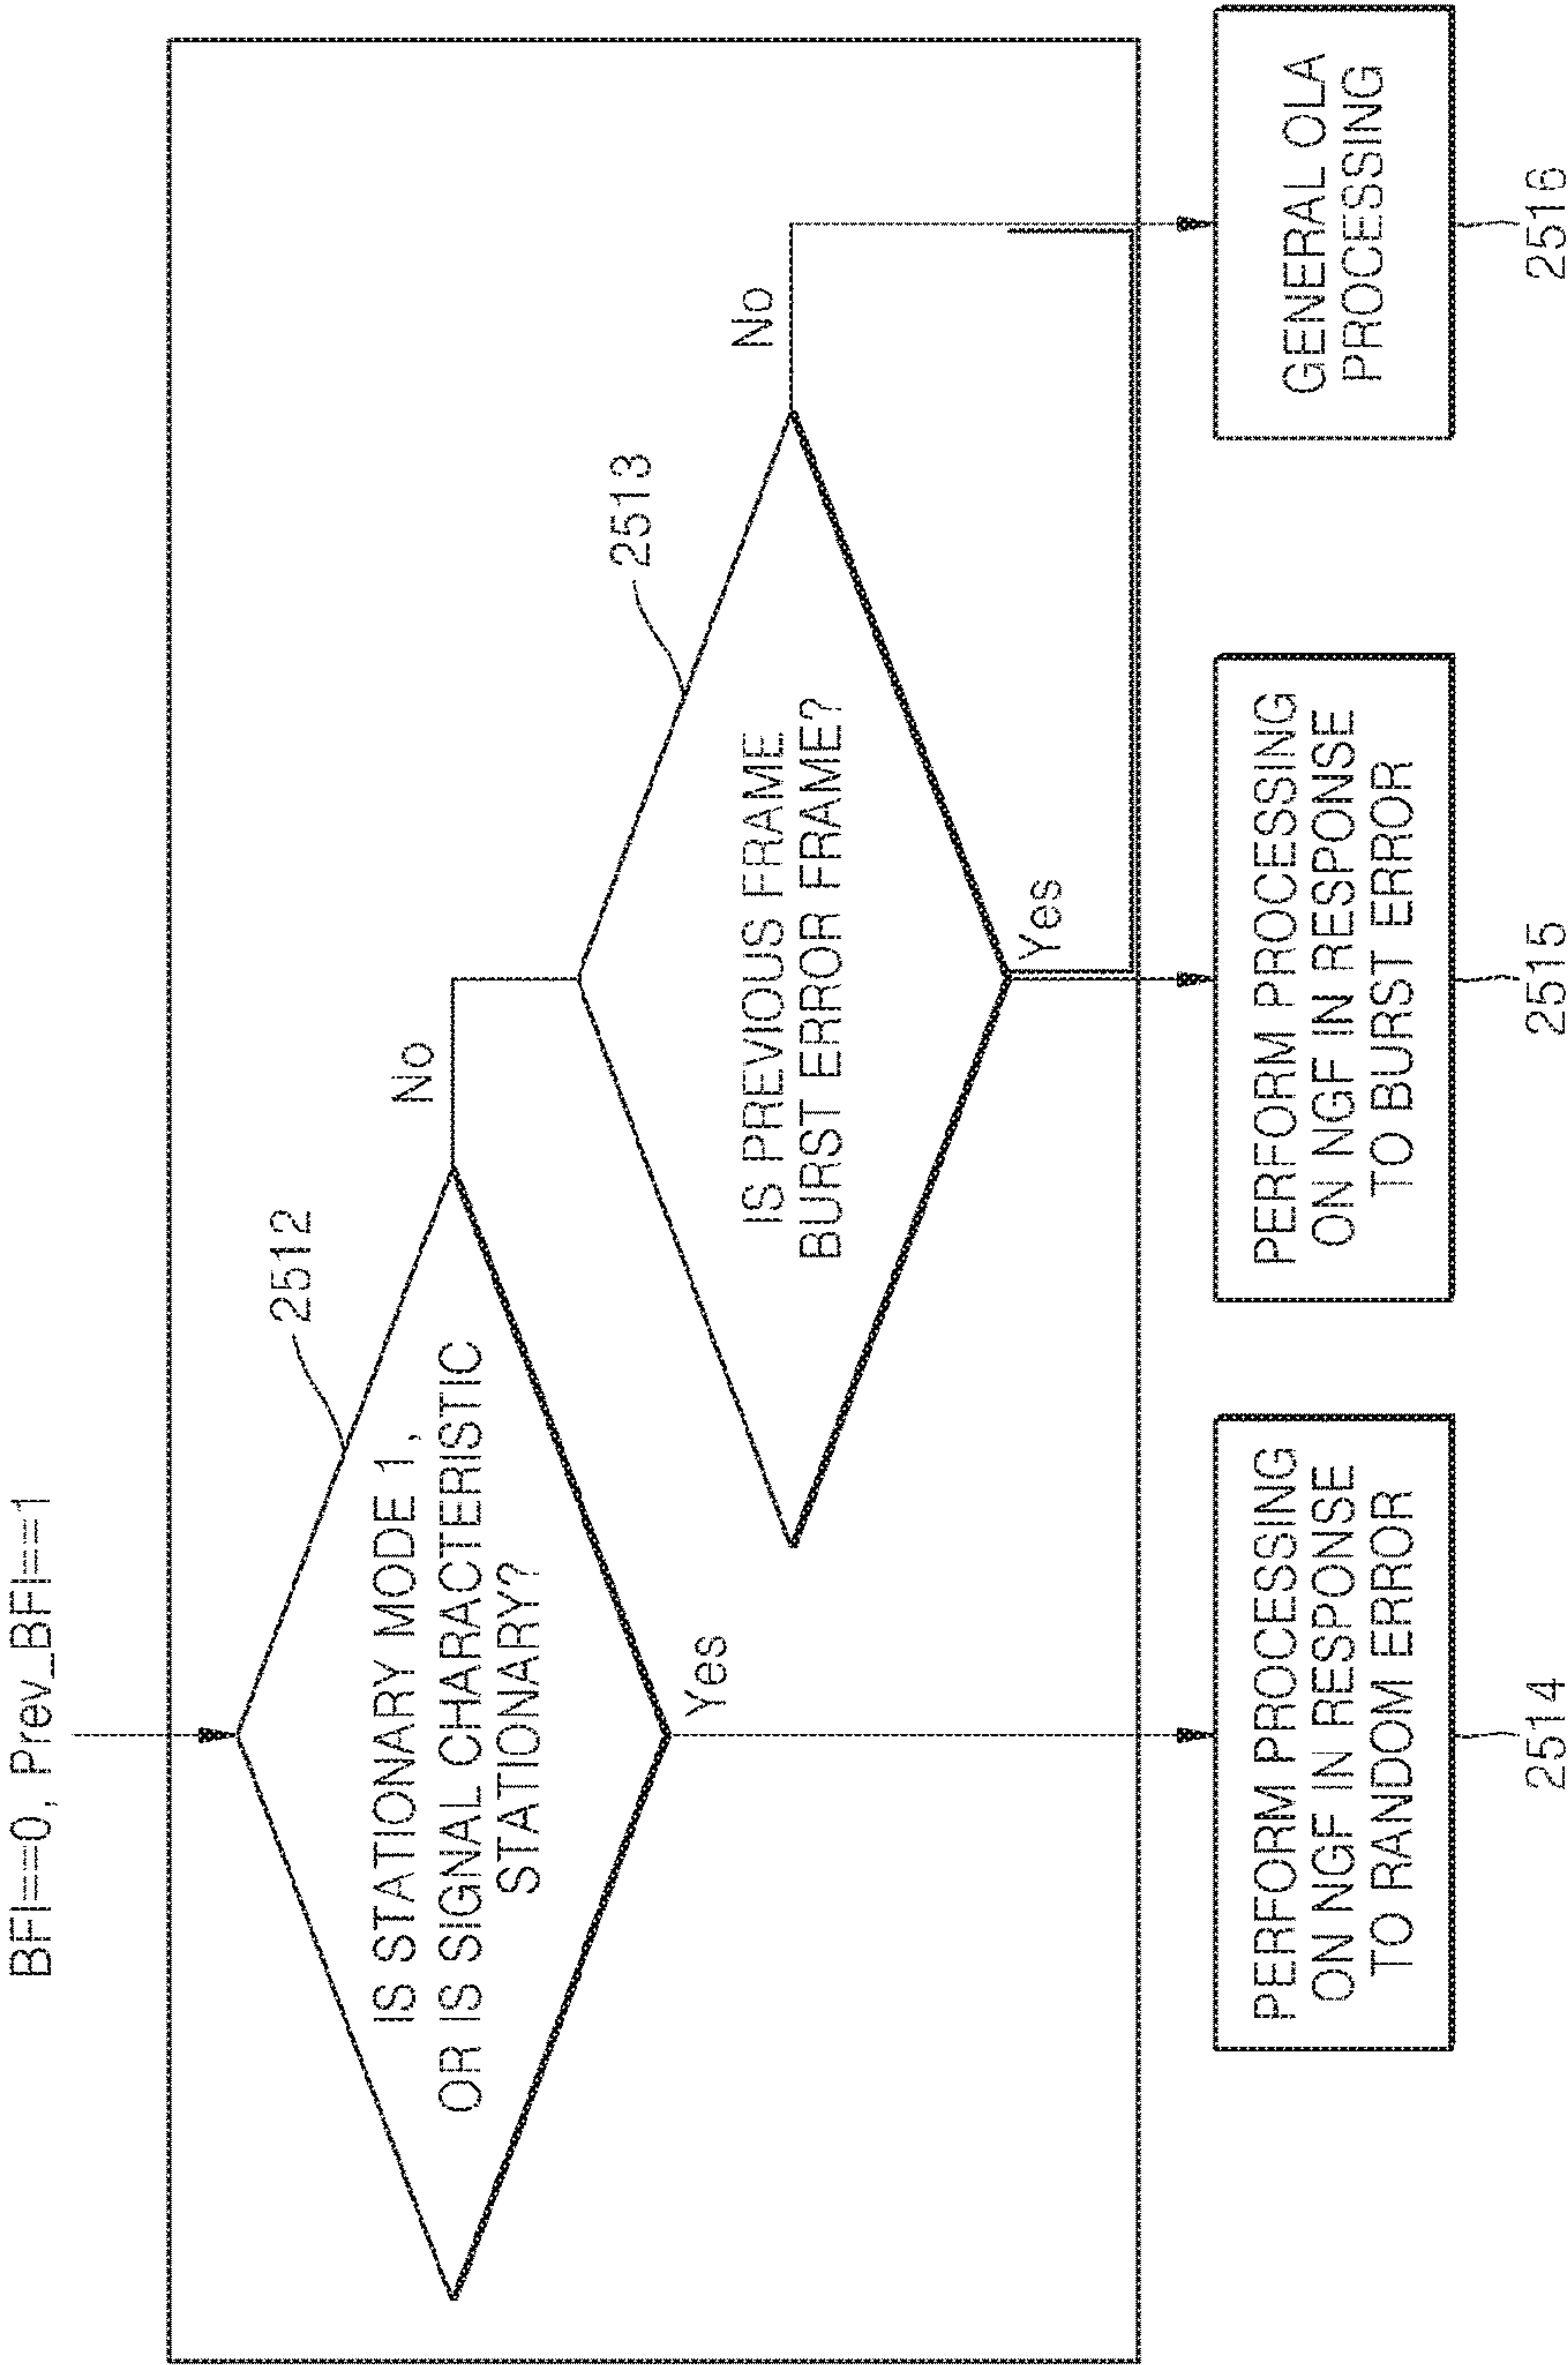 BFI==0, Prev_BFI==1
2512
IS STATIONARY MODE 1,
OR IS SIGNAL CHARACTERISTIC
STATIONARY?
No
Yes
2513
IS PREVIOUS FRAME
BURST ERROR FRAME?
No
Yes
PERFORM PROCESSING
ON NGF IN RESPONSE
TO RANDOM ERROR
2514
PERFORM PROCESSING
ON NGF IN RESPONSE
TO BURST ERROR
2515
GENERAL OLA
PROCESSING
2516